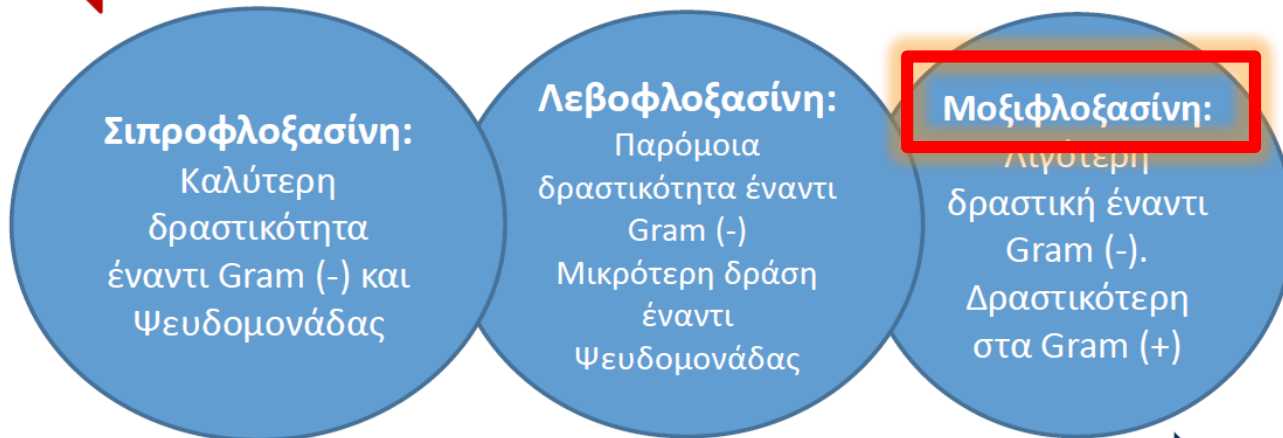 Σιπροφλοξασίνη:
Καλύτερη
δραστικότητα
έναντι Gram (-) και
Ψευδομονάδας
Λεβοφλοξασίνη:
Παρόμοια
δραστικότητα έναντι
Gram (-)
Μικρότερη δράση
έναντι
Ψευδομονάδας
Μοξιφλοξασίνη:
Λιγότερη
δραστική έναντι
Gram (-).
Δραστικότερη
στα Gram (+)